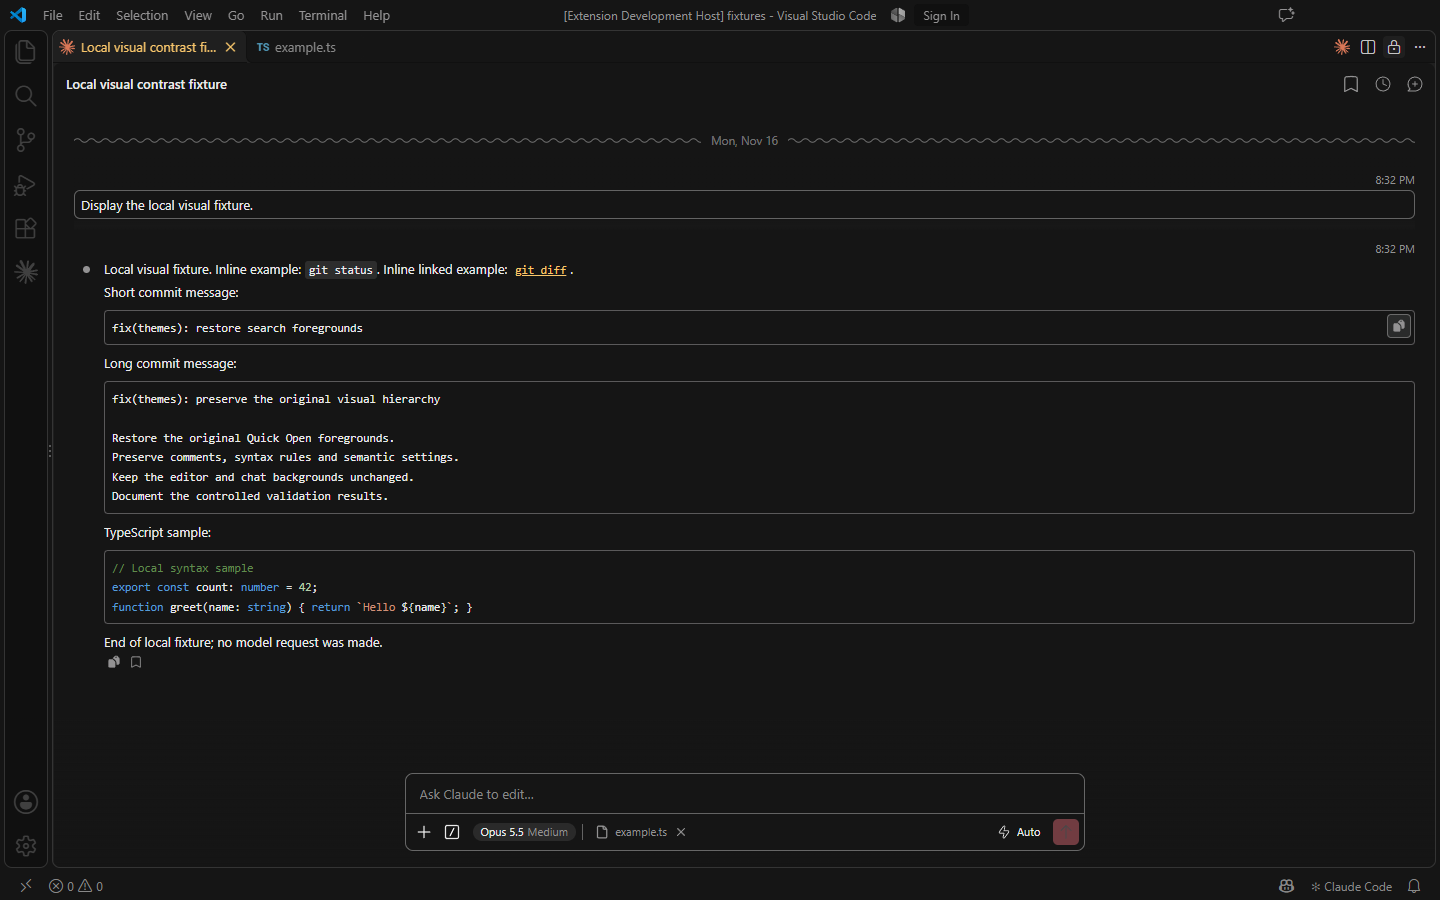 File Edit Selection View Go Run Terminal Help
[Extension Development Host] fixtures - Visual Studio Code
Sign In
Local visual contrast fi...
TS example.ts
Local visual contrast fixture
Mon, Nov 16
8:32 PM
Display the local visual fixture.
8:32 PM
Local visual fixture. Inline example: git status. Inline linked example: git diff.
Short commit message:
fix(themes): restore search foregrounds
Long commit message:
fix(themes): preserve the original visual hierarchy
Restore the original Quick Open foregrounds.
Preserve comments, syntax rules and semantic settings.
Keep the editor and chat backgrounds unchanged.
Document the controlled validation results.
TypeScript sample:
// Local syntax sample
export const count: number = 42;
function greet(name: string) { return `Hello ${name}`; }
End of local fixture; no model request was made.
Ask Claude to edit...
Opus 5.5 Medium
example.ts
Auto
0 0
Claude Code